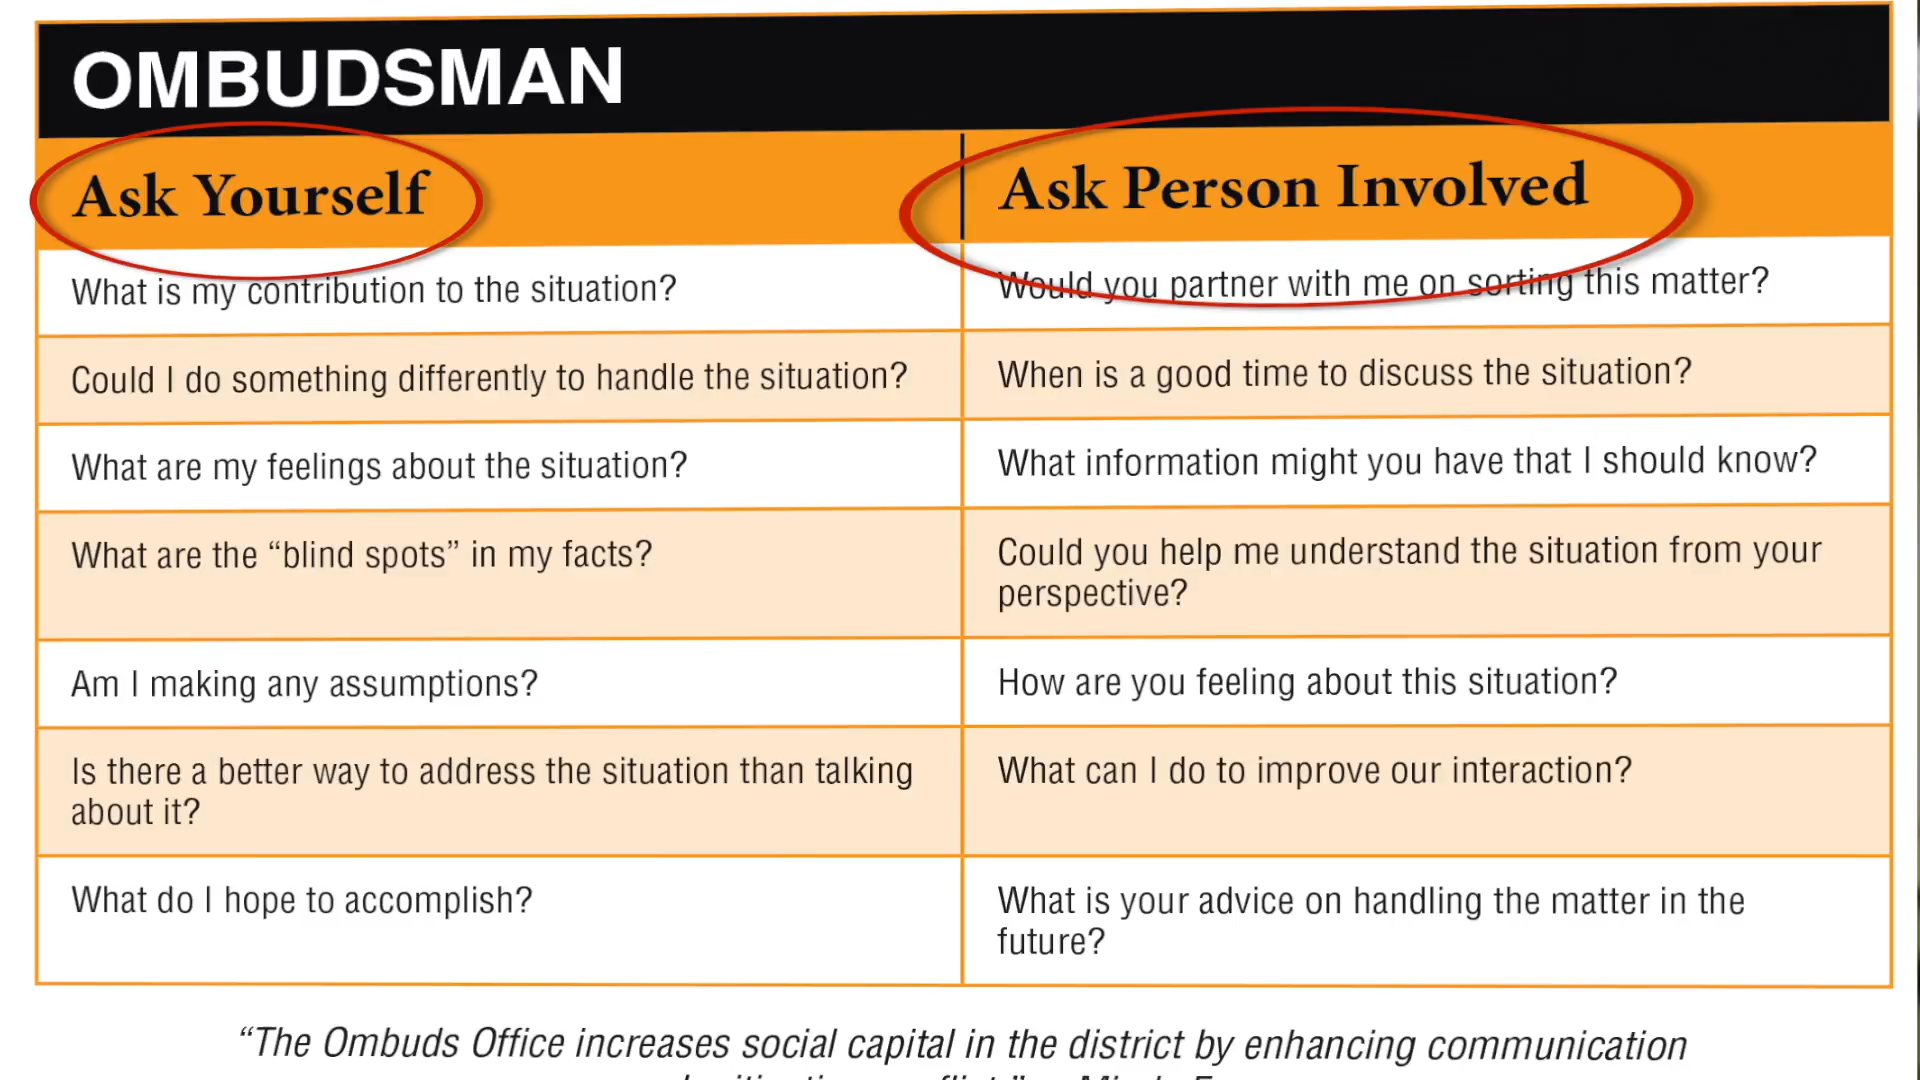 OMBUDSMAN
Ask Yourself
Ask Person Involved
What is my contribution to the situation?
Would you partner with me on sorting this matter?
Could I do something differently to handle the situation?
When is a good time to discuss the situation?
What are my feelings about the situation?
What information might you have that I should know?
What are the “blind spots” in my facts?
Could you help me understand the situation from your
perspective?
Am I making any assumptions?
How are you feeling about this situation?
Is there a better way to address the situation than talking
about it?
What can I do to improve our interaction?
What do I hope to accomplish?
What is your advice on handling the matter in the
future?
“The Ombuds Office increases social capital in the district by enhancing communication